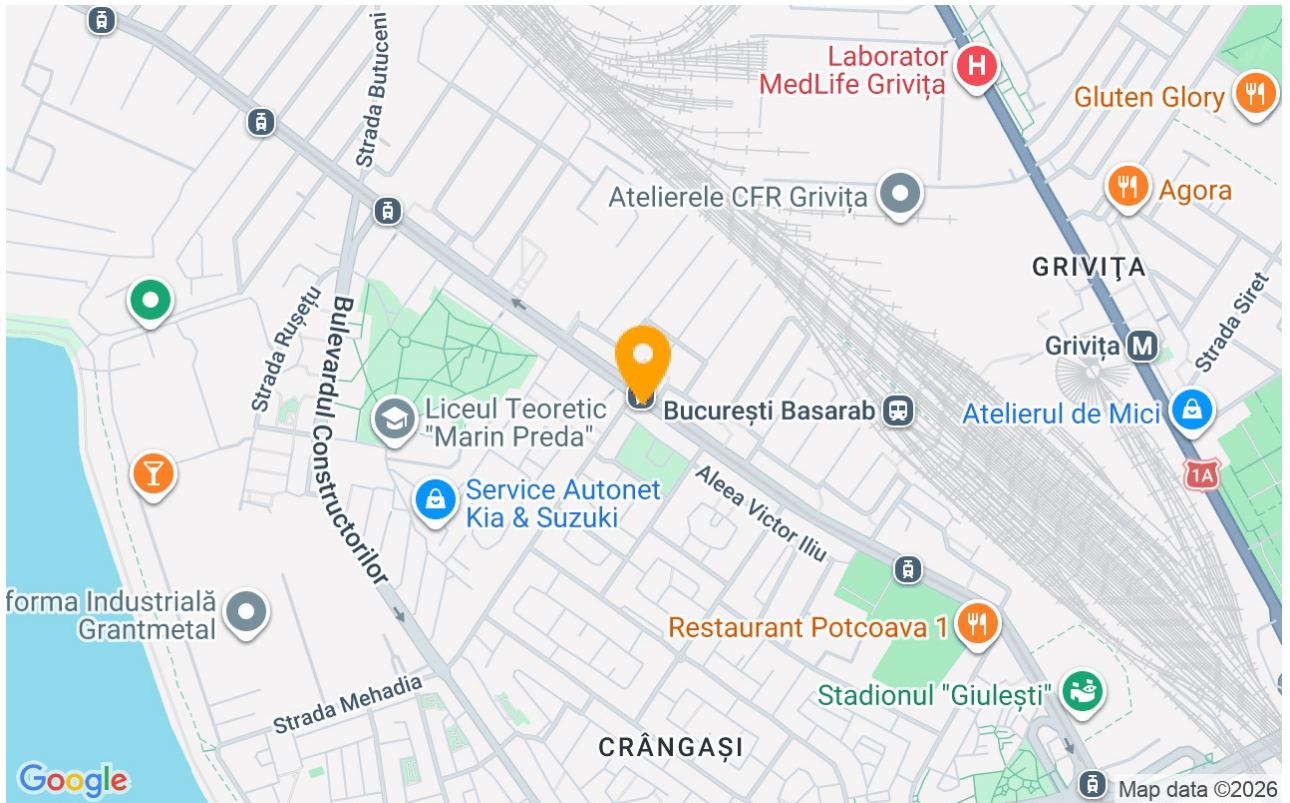 Strada Butuceni
Laborator
MedLife Grivița
H
Gluten Glory
Atelierele CFR Grivița
Agora
GRIVIȚA
Strada Siret
Strada Rușețu
Bulevardul Constructorilor
Grivița M
Liceul Teoretic
"Marin Preda"
București Basarab
Atelierul de Mici
1A
Service Autonet
Kia & Suzuki
Aleea Victor Iliu
forma Industrială
Grantmetal
Restaurant Potcoava 1
Stadionul "Giulești"
Strada Mehadia
CRÂNGAȘI
Google
Map data ©2026